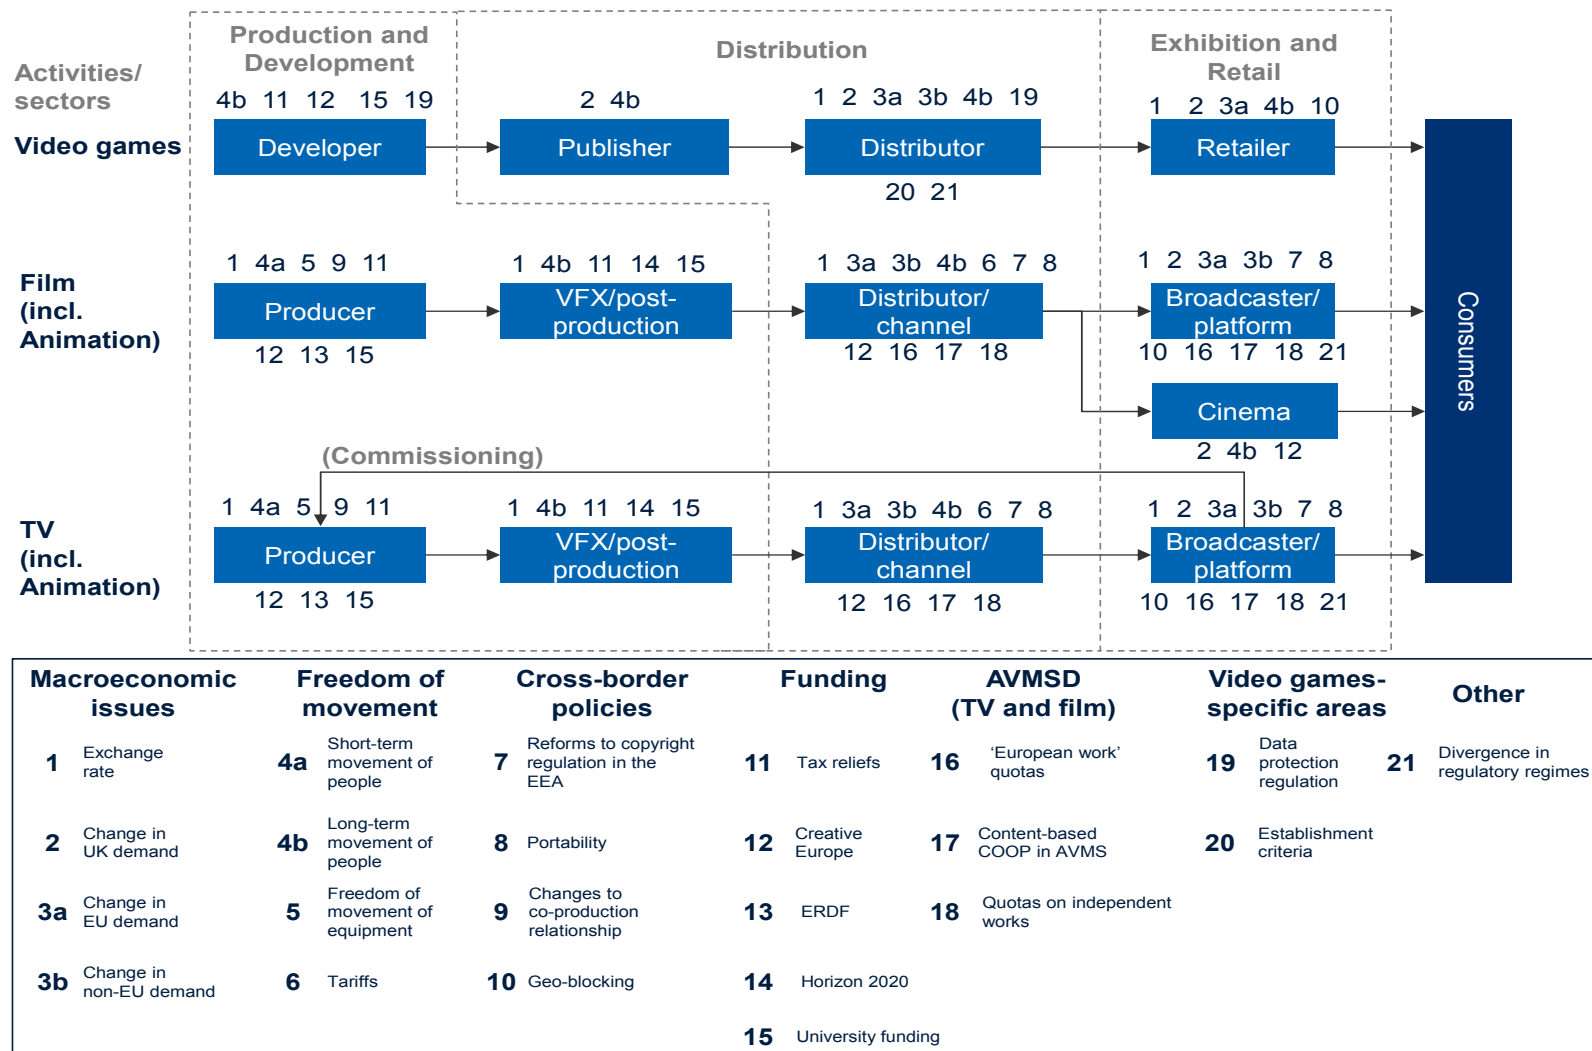 Production and
Development
Distribution
Exhibition and
Retail
Activities/
sectors
4b 11 12 15 19
2 4b
1 2 3a 3b 4b 19
1 2 3a 4b 10
Video games
Developer
Publisher
Distributor
Retailer
20 21
Consumers
1 4a 5 9 11
1 4b 11 14 15
1 3a 3b 4b 6 7 8
1 2 3a 3b 7 8
Film
(incl.
Animation)
Producer
VFX/post-
production
Distributor/
channel
Broadcaster/
platform
12 13 15
12 16 17 18
10 16 17 18 21
Cinema
2 4b 12
(Commissioning)
1 4a 5 9 11
1 4b 11 14 15
1 3a 3b 4b 6 7 8
1 2 3a 3b 7 8
TV
(incl.
Animation)
Producer
VFX/post-
production
Distributor/
channel
Broadcaster/
platform
12 13 15
12 16 17 18
10 16 17 18 21
Macroeconomic
issues
1 Exchange
rate
2 Change in
UK demand
3a Change in
EU demand
3b Change in
non-EU demand
Freedom of
movement
4a Short-term
movement of
people
4b Long-term
movement of
people
5 Freedom of
movement of
equipment
6 Tariffs
Cross-border
policies
7 Reforms to copyright
regulation in the
EEA
8 Portability
9 Changes to
co-production
relationship
10 Geo-blocking
Funding
11 Tax reliefs
12 Creative
Europe
13 ERDF
14 Horizon 2020
15 University funding
AVMSD
(TV and film)
16 ‘European work’
quotas
17 Content-based
COOP in AVMS
18 Quotas on independent
works
Video games-
specific areas
19 Data
protection
regulation
20 Establishment
criteria
Other
21 Divergence in
regulatory regimes